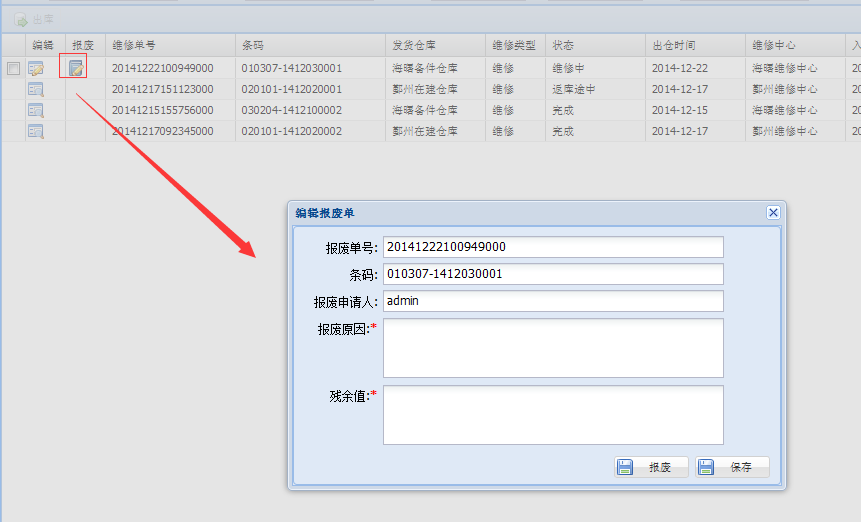 出库
编辑 报废 维修单号 条码 发货仓库 维修类型 状态 出仓时间 维修中心 入
20141222100949000 010307-1412030001 海曙备件仓库 维修 维修中 2014-12-22 海曙维修中心 20
20141217151123000 020101-1412020001 鄞州在建仓库 维修 返库途中 2014-12-17 鄞州维修中心
20141215155756000 030204-1412100002 海曙备件仓库 维修 完成 2014-12-15 海曙维修中心 20
20141217092345000 020101-1412020002 鄞州在建仓库 维修 完成 2014-12-17 鄞州维修中心 20
编辑报废单
报废单号: 20141222100949000
条码: 010307-1412030001
报废申请人: admin
报废原因:*
残余值:*
报废 保存